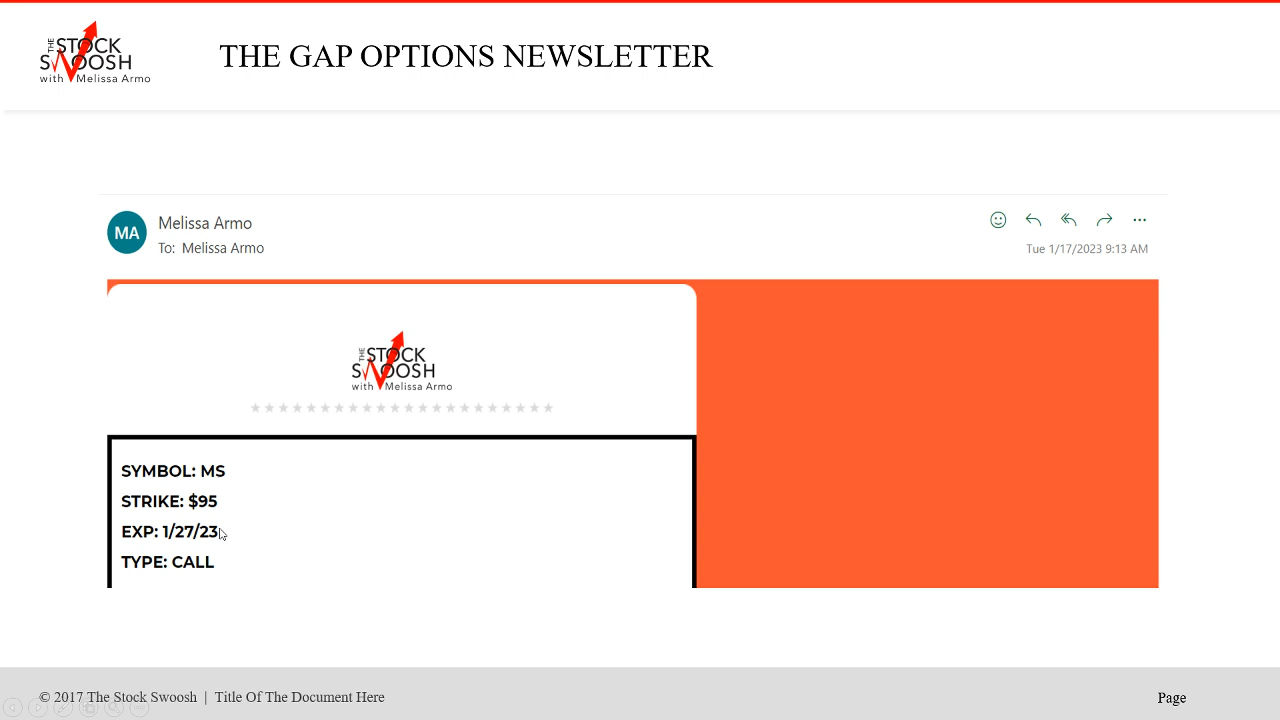 THE STOCK SWOOSH
with Melissa Armo
THE GAP OPTIONS NEWSLETTER
MA
Melissa Armo
To: Melissa Armo
Tue 1/17/2023 9:13 AM
THE STOCK SWOOSH
with Melissa Armo
SYMBOL: MS
STRIKE: $95
EXP: 1/27/23
TYPE: CALL
© 2017 The Stock Swoosh | Title Of The Document Here
Page